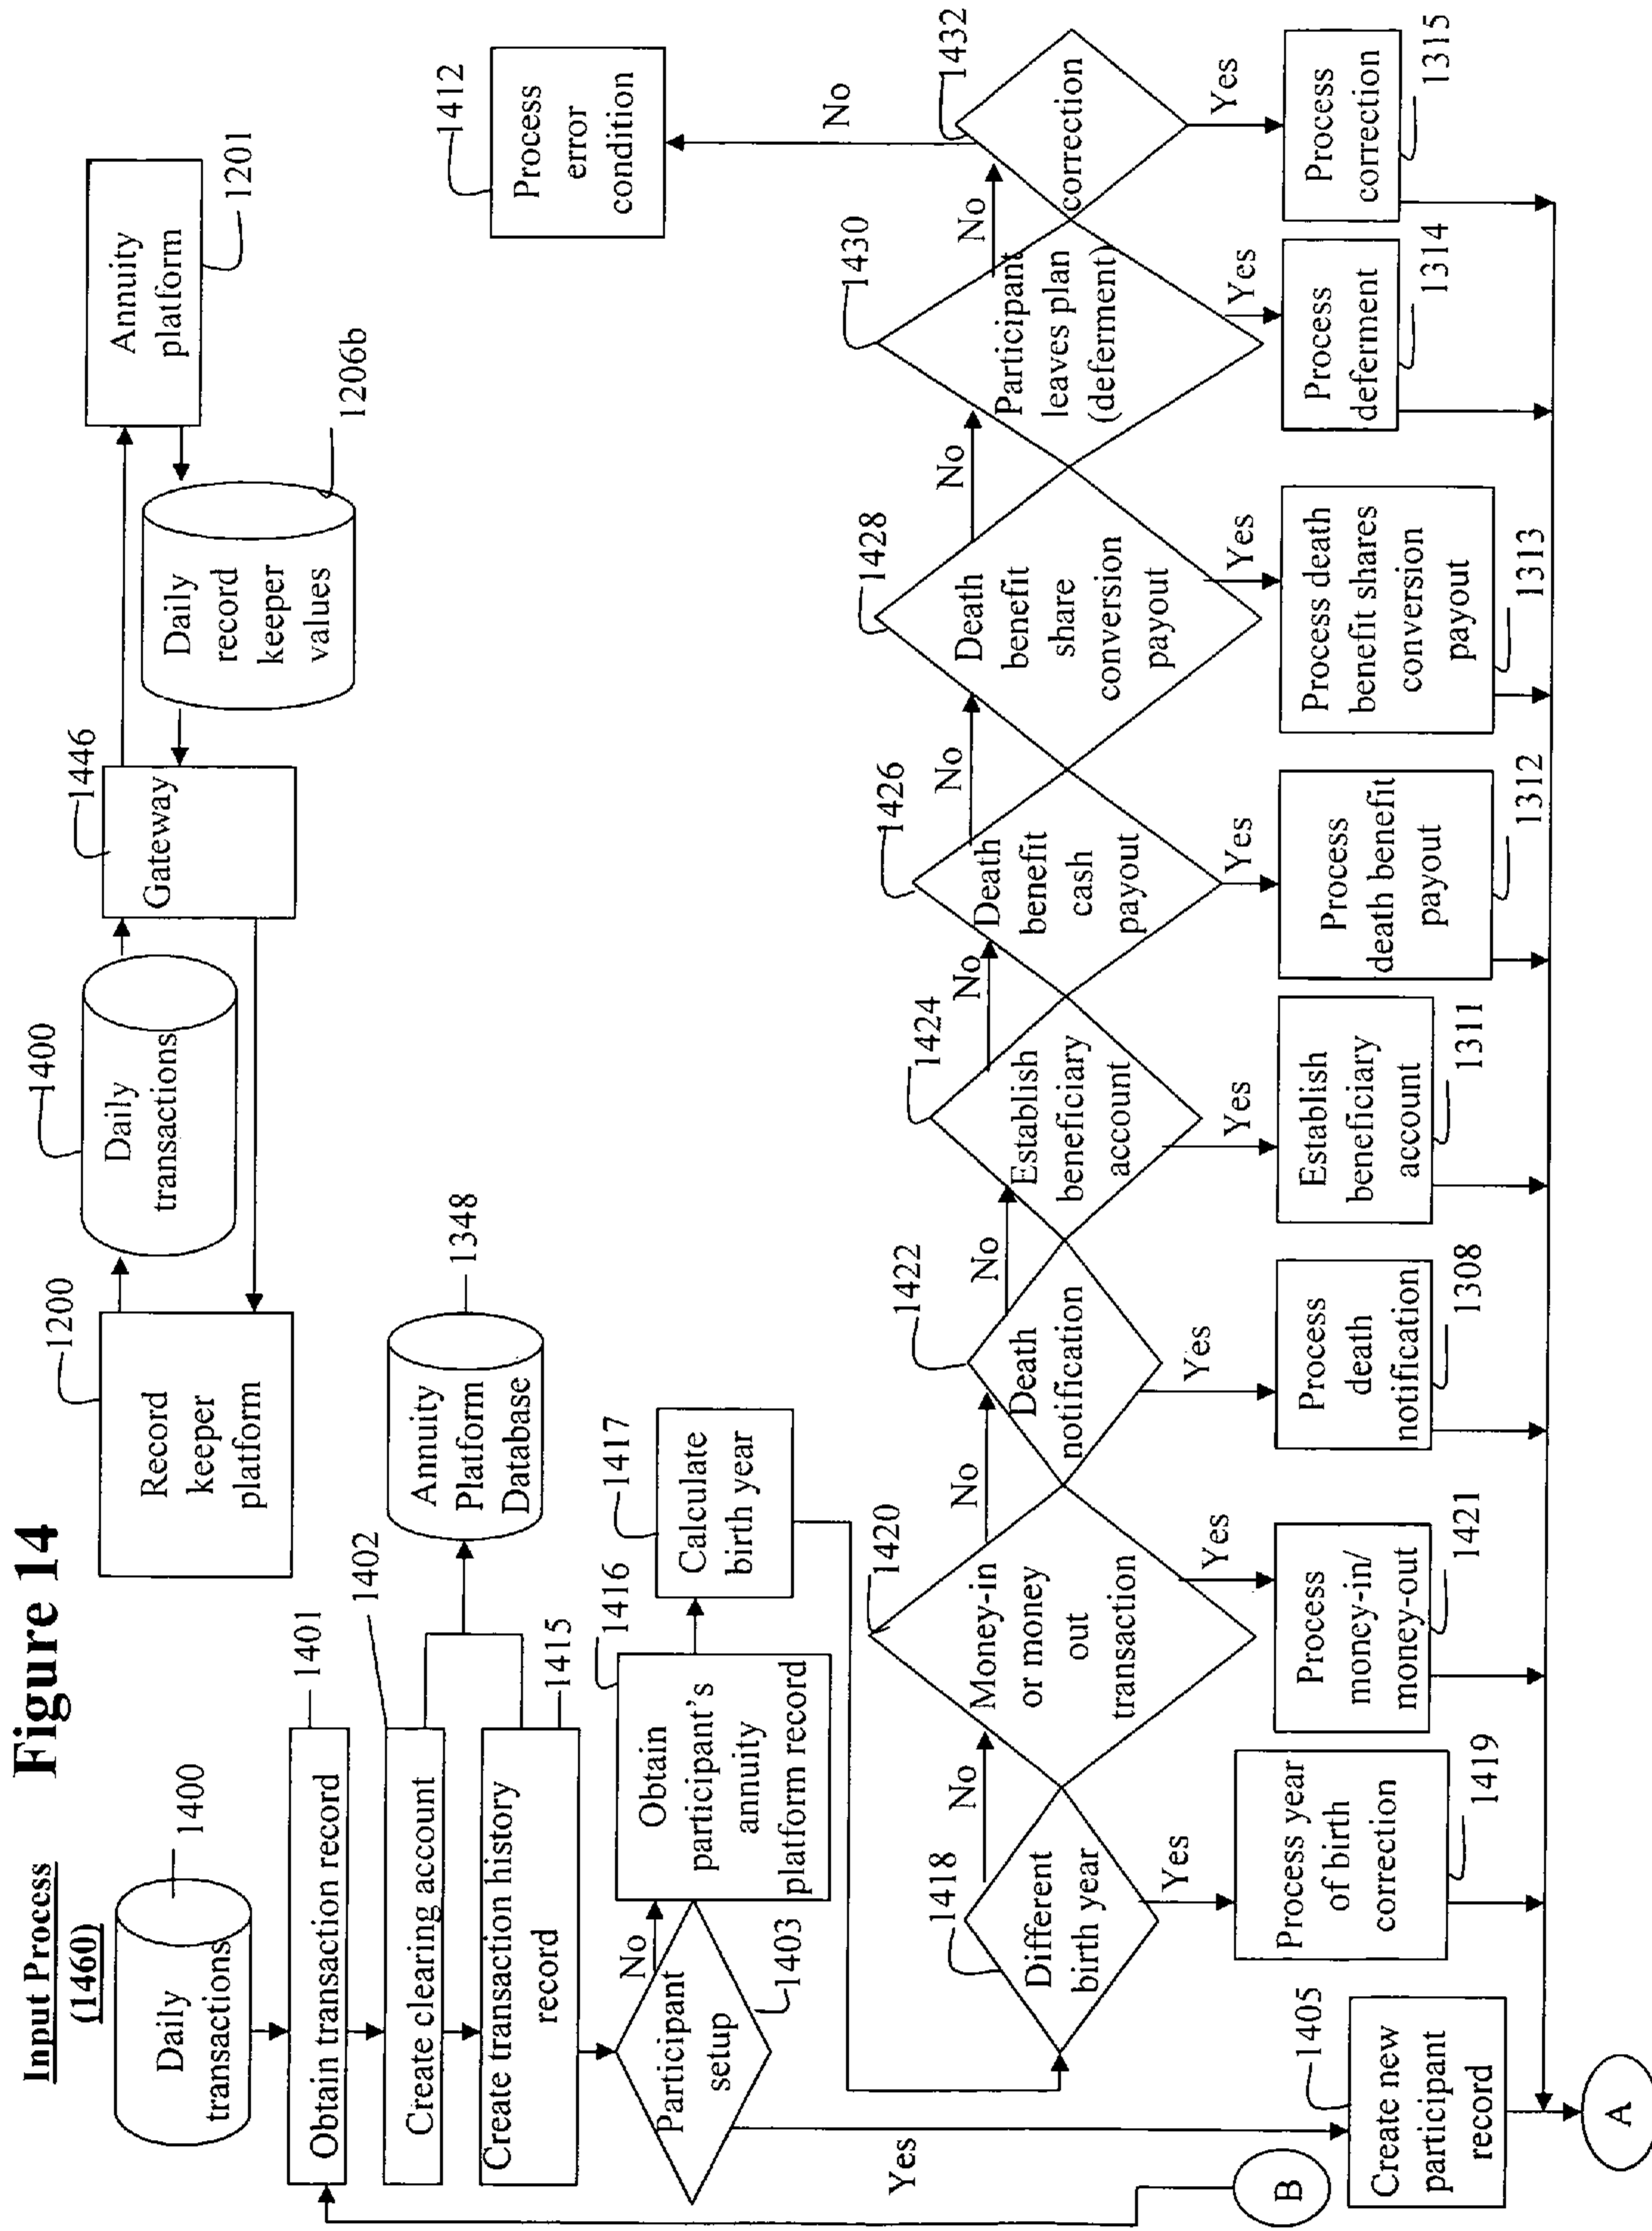 Figure 14
Input Process
(1460)
Daily
transactions
1400
Obtain transaction record
1401
Create clearing account
1402
Create transaction history
record
1415
Annuity
Platform
Database
1348
Record
keeper
platform
1200
Daily
transactions
1400
Gateway
1446
Daily
record
keeper
values
1206b
Annuity
platform
1201
Participant
setup
1403
No
Yes
Obtain
participant's
annuity
platform record
1416
Calculate
birth year
1417
Different
birth year
1418
No
Yes
Money-in
or money
out
transaction
1420
No
Yes
Death
notification
1422
No
Yes
Establish
beneficiary
account
1424
No
Yes
Death
benefit
cash
payout
1426
No
Yes
Death
benefit
share
conversion
payout
1428
No
Yes
Participant
leaves plan
(deferment)
1430
No
Yes
correction
1432
No
Yes
Process
error
condition
1412
B
Create new
participant
record
1405
Process year
of birth
correction
1419
Process
money-in/
money-out
1421
Process
death
notification
1308
Establish
beneficiary
account
1311
Process
death benefit
payout
1312
Process death
benefit shares
conversion
payout
1313
Process
deferment
1314
Process
correction
1315
A